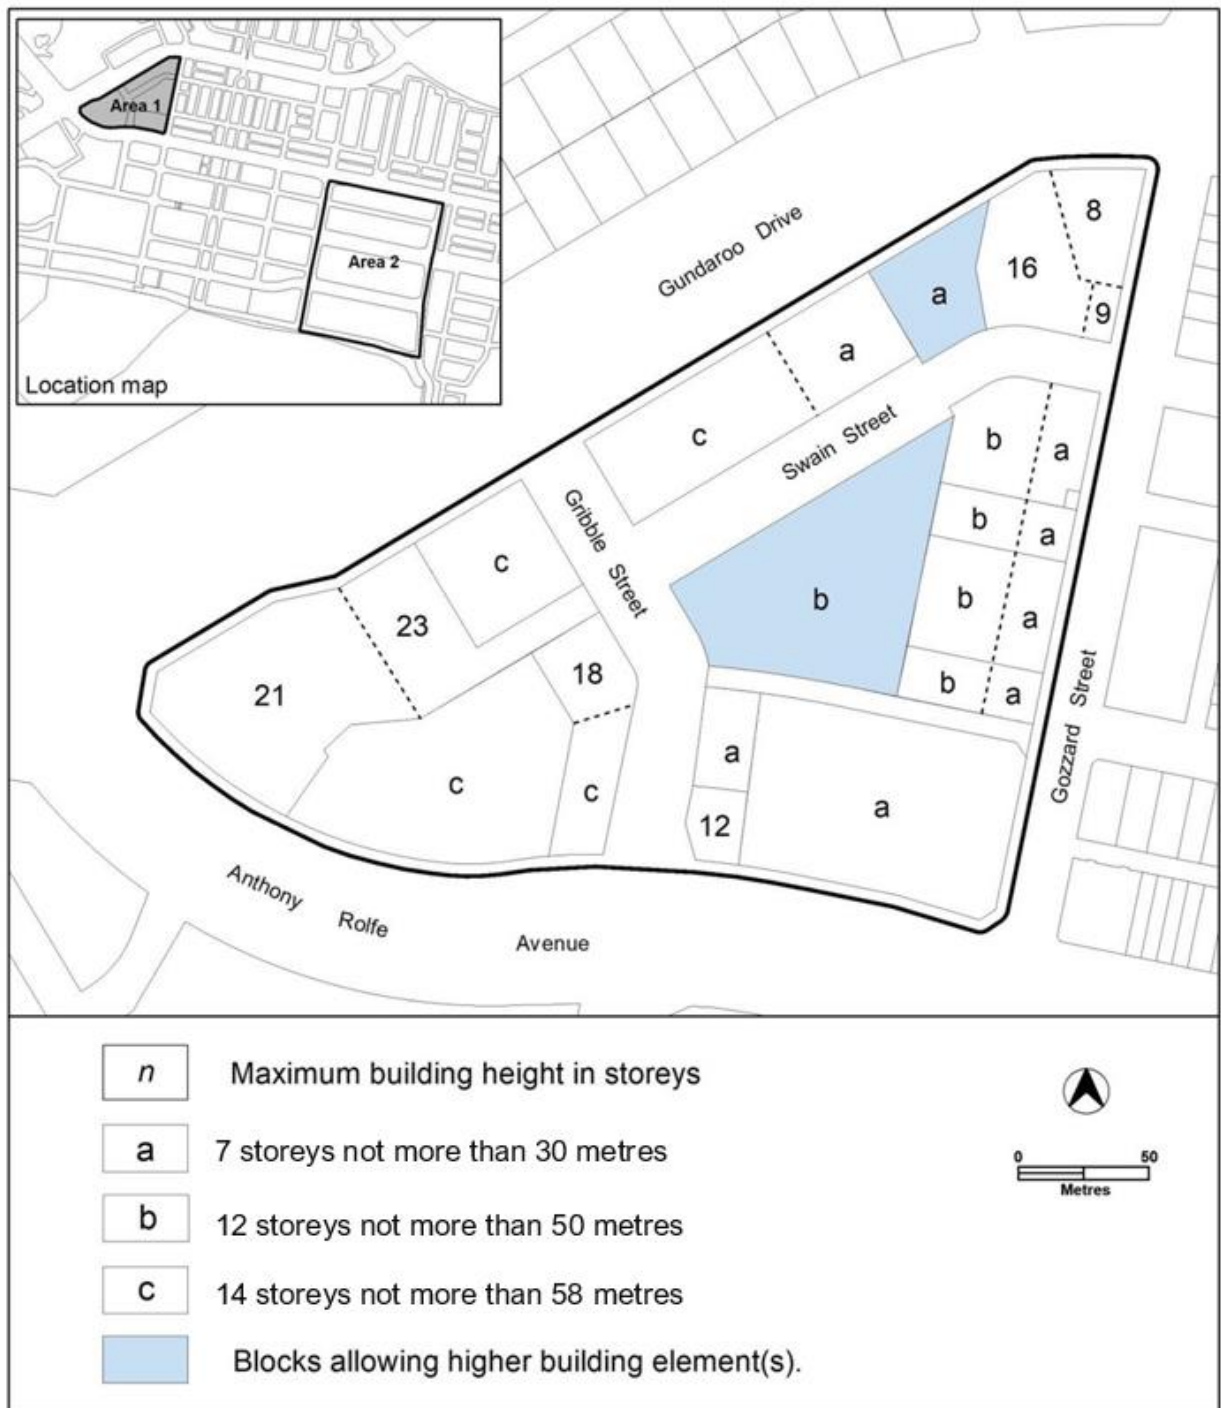 Area 1
Area 2
Location map
Gundaroo Drive
8
16
a
9
a
c
Swain Street
b
a
Gribble Street
b
a
c
b
b
a
23
18
b
a
21
Gozzard Street
a
c
c
12
a
Anthony Rolfe Avenue
n Maximum building height in storeys
a 7 storeys not more than 30 metres
b 12 storeys not more than 50 metres
c 14 storeys not more than 58 metres
Blocks allowing higher building element(s).
0 50
Metres